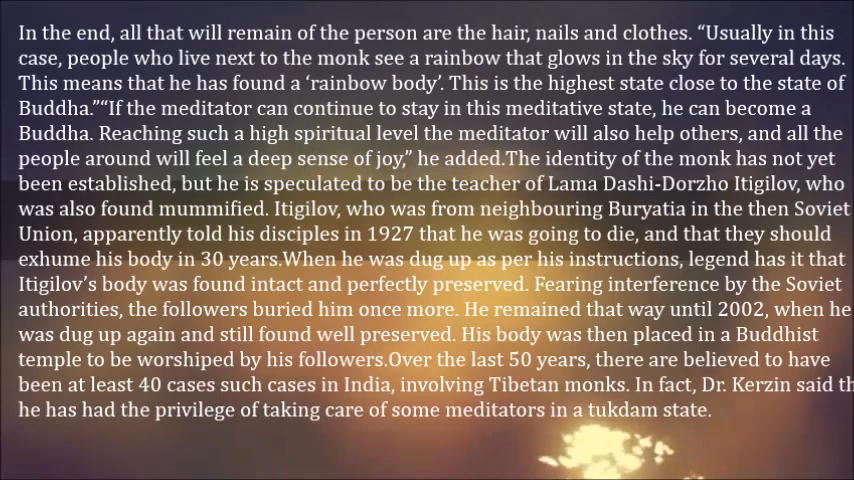 In the end, all that will remain of the person are the hair, nails and clothes. “Usually in this
case, people who live next to the monk see a rainbow that glows in the sky for several days.
This means that he has found a ‘rainbow body’. This is the highest state close to the state of
Buddha.”“If the meditator can continue to stay in this meditative state, he can become a
Buddha. Reaching such a high spiritual level the meditator will also help others, and all the
people around will feel a deep sense of joy,” he added.The identity of the monk has not yet
been established, but he is speculated to be the teacher of Lama Dashi-Dorzho Itigilov, who
was also found mummified. Itigilov, who was from neighbouring Buryatia in the then Soviet
Union, apparently told his disciples in 1927 that he was going to die, and that they should
exhume his body in 30 years.When he was dug up as per his instructions, legend has it that
Itigilov’s body was found intact and perfectly preserved. Fearing interference by the Soviet
authorities, the followers buried him once more. He remained that way until 2002, when he
was dug up again and still found well preserved. His body was then placed in a Buddhist
temple to be worshiped by his followers.Over the last 50 years, there are believed to have
been at least 40 cases such cases in India, involving Tibetan monks. In fact, Dr. Kerzin said th
he has had the privilege of taking care of some meditators in a tukdam state.